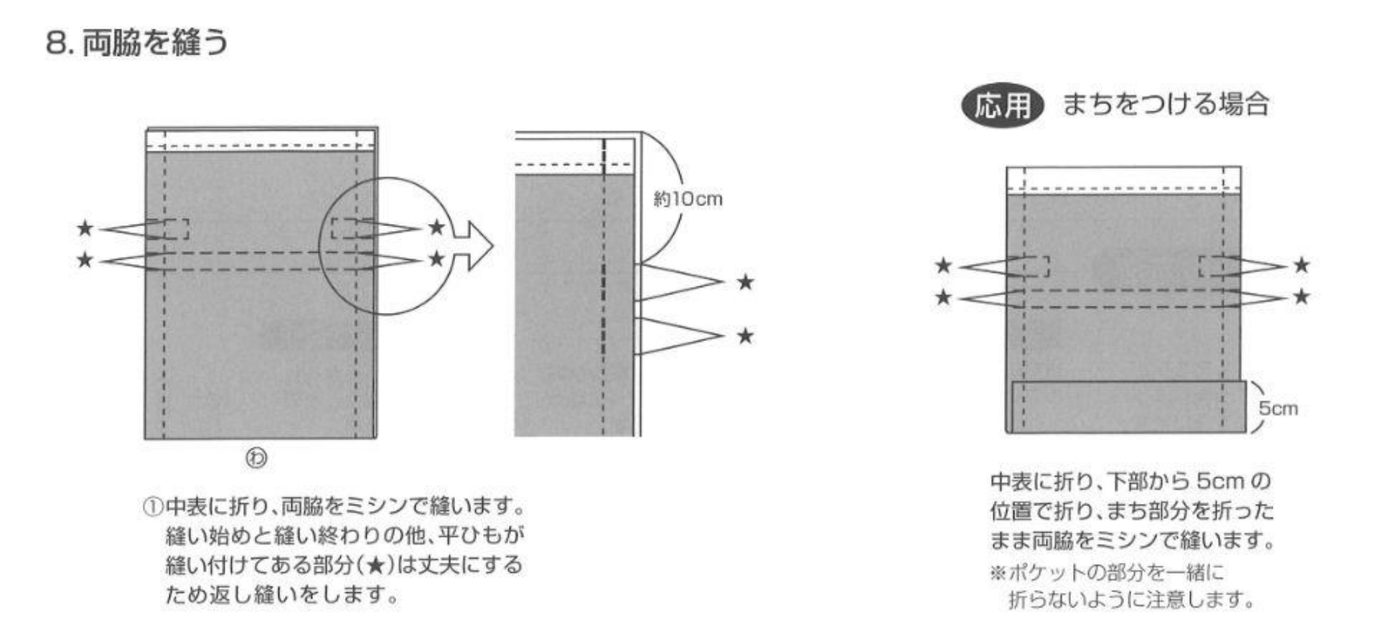 8. 両脇を縫う
応用 まちをつける場合
★ ★
★ ★
約10cm
★
★
わ
①中表に折り、両脇をミシンで縫います。
縫い始めと縫い終わりの他、平ひもが
縫い付けてある部分(★)は丈夫にする
ため返し縫いをします。
★ ★
★ ★
5cm
中表に折り、下部から5cmの
位置で折り、まち部分を折った
まま両脇をミシンで縫います。
※ポケットの部分を一緒に
折らないように注意します。